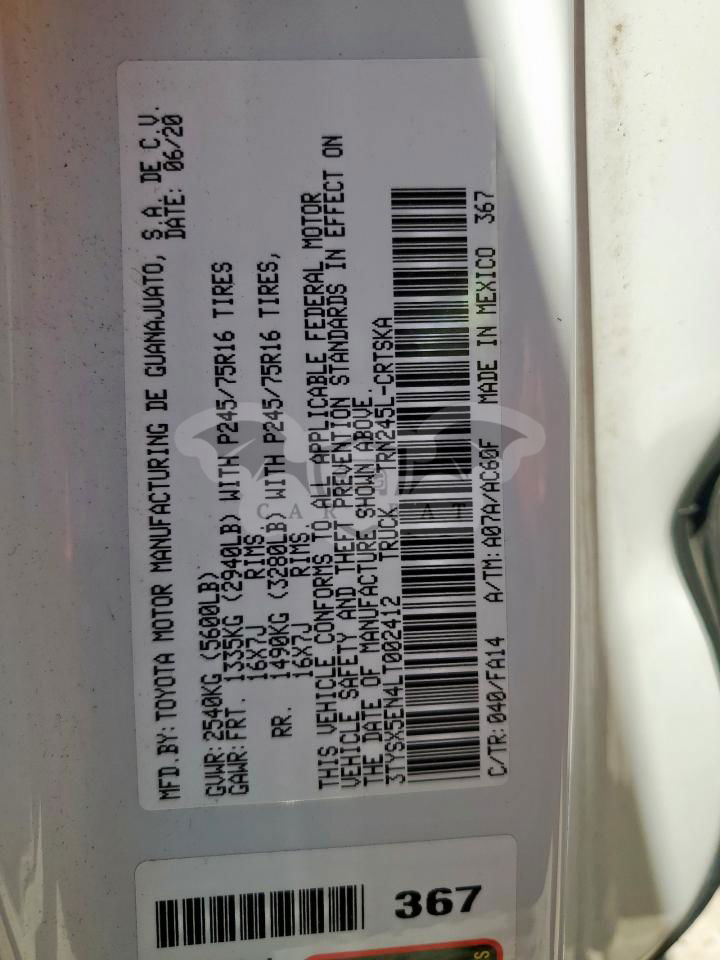 MFD.BY:TOYOTA MOTOR MANUFACTURING DE GUANAJUATO, S.A. DE C.V.
DATE: 06/20
GVWR:2540KG (5600LB)
GAWR:FRT. 1335KG (2940LB) WITH P245/75R16 TIRES
16X7J RIMS
RR. 1490KG (3280LB) WITH P245/75R16 TIRES,
16X7J RIMS
THIS VEHICLE CONFORMS TO ALL APPLICABLE FEDERAL MOTOR
VEHICLE SAFETY AND THEFT PREVENTION STANDARDS IN EFFECT ON
THE DATE OF MANUFACTURE SHOWN ABOVE.
3TYSX5EN4LT002412 TRUCK TRN245L-CRTSKA
C/TR:040/FA14 A/TM:A07A/AC60F MADE IN MEXICO 367
367